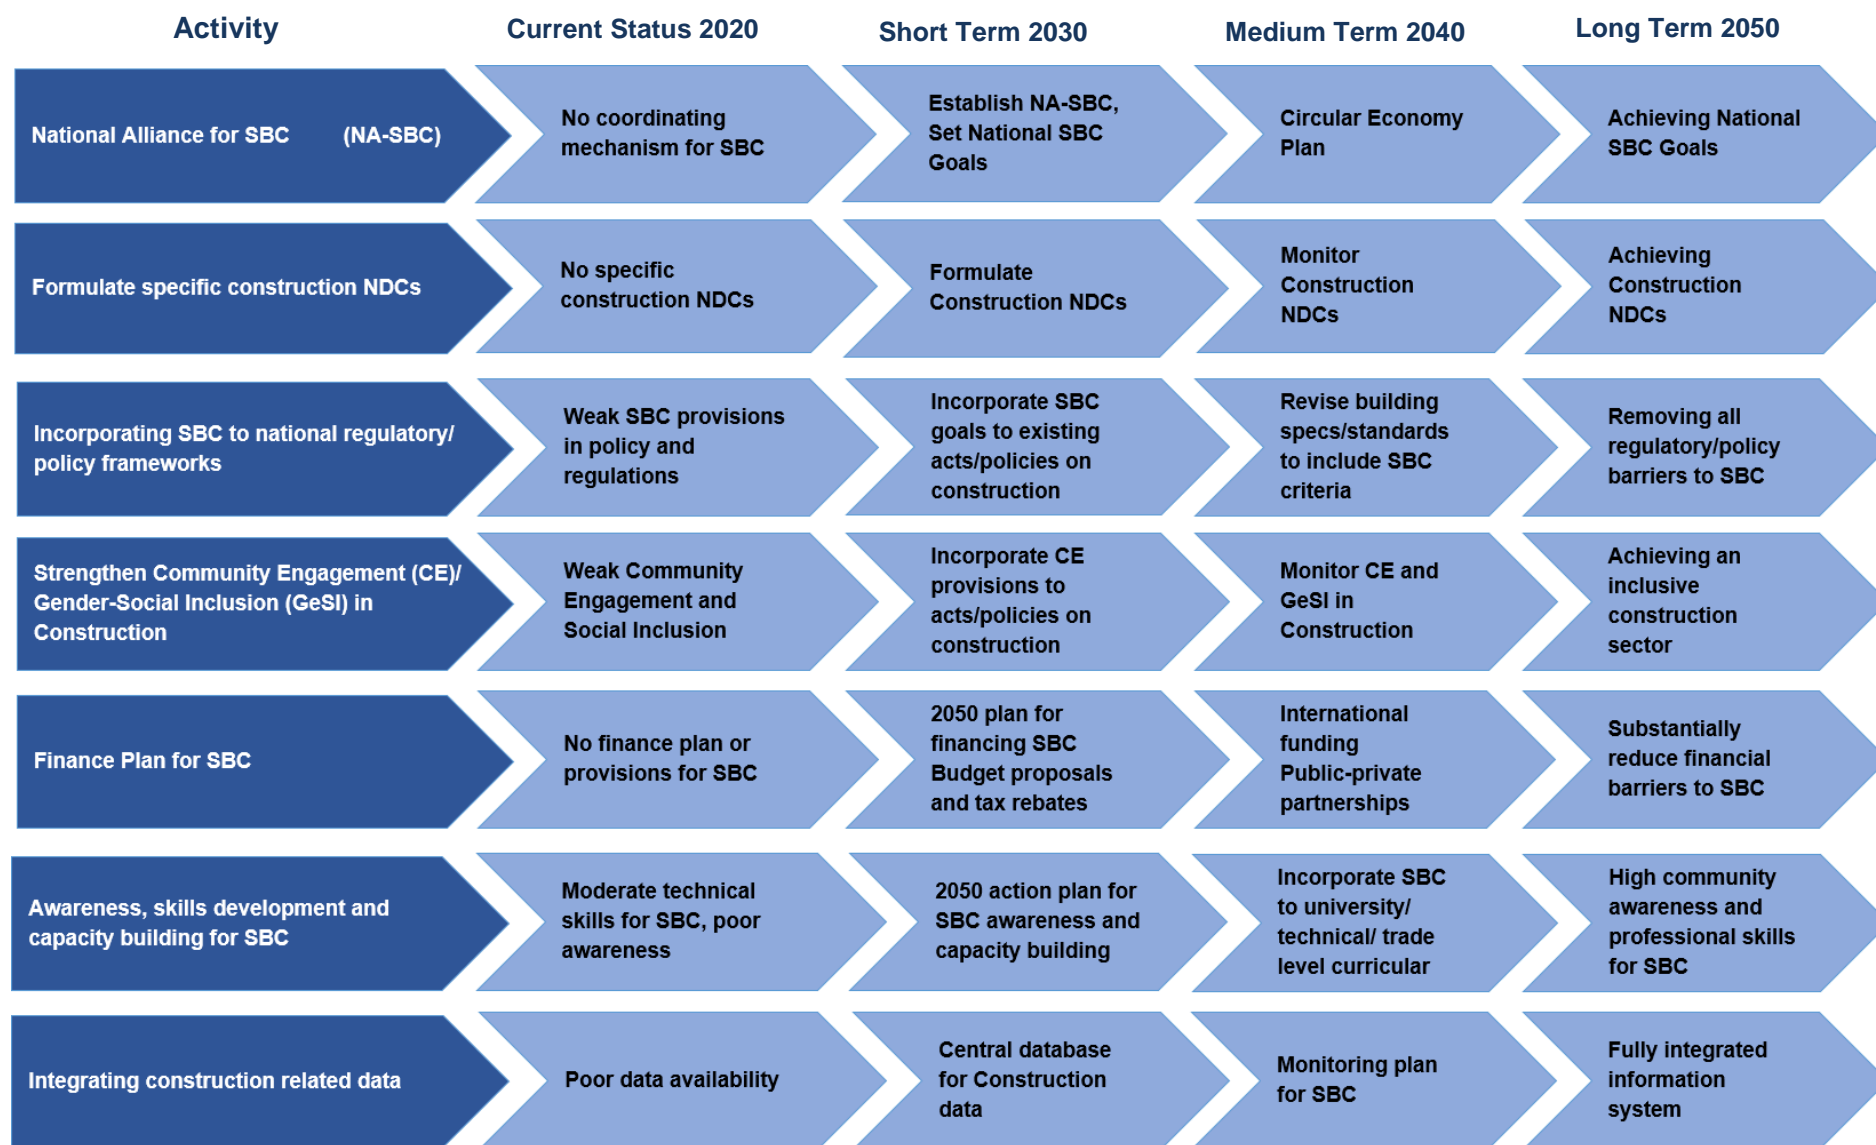 Activity
Current Status 2020
Short Term 2030
Medium Term 2040
Long Term 2050
National Alliance for SBC (NA-SBC)
No coordinating
mechanism for SBC
Establish NA-SBC,
Set National SBC
Goals
Circular Economy
Plan
Achieving National
SBC Goals
Formulate specific construction NDCs
No specific
construction NDCs
Formulate
Construction NDCs
Monitor
Construction
NDCs
Achieving
Construction
NDCs
Incorporating SBC to national regulatory/
policy frameworks
Weak SBC provisions
in policy and
regulations
Incorporate SBC
goals to existing
acts/policies on
construction
Revise building
specs/standards
to include SBC
criteria
Removing all
regulatory/policy
barriers to SBC
Strengthen Community Engagement (CE)/
Gender-Social Inclusion (GeSI) in
Construction
Weak Community
Engagement and
Social Inclusion
Incorporate CE
provisions to
acts/policies on
construction
Monitor CE and
GeSI in
Construction
Achieving an
inclusive
construction
sector
Finance Plan for SBC
No finance plan or
provisions for SBC
2050 plan for
financing SBC
Budget proposals
and tax rebates
International
funding
Public-private
partnerships
Substantially
reduce financial
barriers to SBC
Awareness, skills development and
capacity building for SBC
Moderate technical
skills for SBC, poor
awareness
2050 action plan for
SBC awareness and
capacity building
Incorporate SBC
to university/
technical/ trade
level curricular
High community
awareness and
professional skills
for SBC
Integrating construction related data
Poor data availability
Central database
for Construction
data
Monitoring plan
for SBC
Fully integrated
information
system